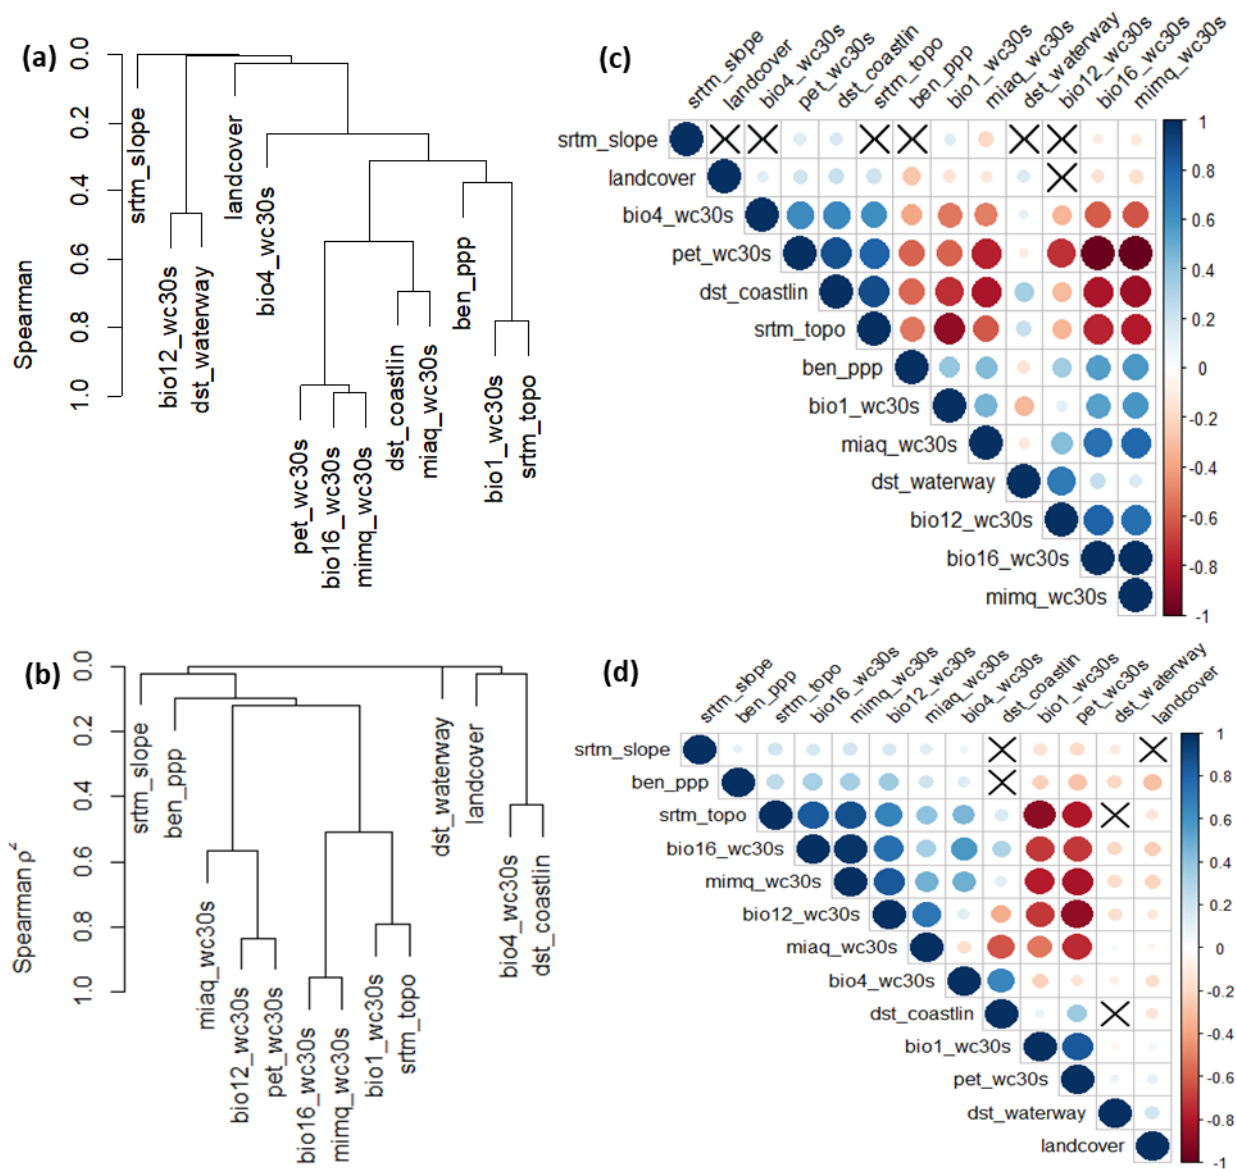 (a)
Spearman
0.0
0.2
0.4
0.6
0.8
1.0
srtm_slope
bio12_wc30s
dst_waterway
landcover
bio4_wc30s
pet_wc30s
bio16_wc30s
mimq_wc30s
dst_coastlin
miaq_wc30s
ben_ppp
bio1_wc30s
srtm_topo
(c)
srtm_slope
landcover
bio4_wc30s
pet_wc30s
dst_coastlin
srtm_topo
ben_ppp
bio1_wc30s
miaq_wc30s
dst_waterway
bio12_wc30s
bio16_wc30s
mimq_wc30s
srtm_slope
landcover
bio4_wc30s
pet_wc30s
dst_coastlin
srtm_topo
ben_ppp
bio1_wc30s
miaq_wc30s
dst_waterway
bio12_wc30s
bio16_wc30s
mimq_wc30s
1
0.8
0.6
0.4
0.2
0
-0.2
-0.4
-0.6
-0.8
-1
(b)
Spearman ρ²
0.0
0.2
0.4
0.6
0.8
1.0
srtm_slope
ben_ppp
miaq_wc30s
bio12_wc30s
pet_wc30s
bio16_wc30s
mimq_wc30s
bio1_wc30s
srtm_topo
dst_waterway
landcover
bio4_wc30s
dst_coastlin
(d)
srtm_slope
ben_ppp
srtm_topo
bio16_wc30s
mimq_wc30s
bio12_wc30s
miaq_wc30s
bio4_wc30s
dst_coastlin
bio1_wc30s
pet_wc30s
dst_waterway
landcover
srtm_slope
ben_ppp
srtm_topo
bio16_wc30s
mimq_wc30s
bio12_wc30s
miaq_wc30s
bio4_wc30s
dst_coastlin
bio1_wc30s
pet_wc30s
dst_waterway
landcover
1
0.8
0.6
0.4
0.2
0
-0.2
-0.4
-0.6
-0.8
-1